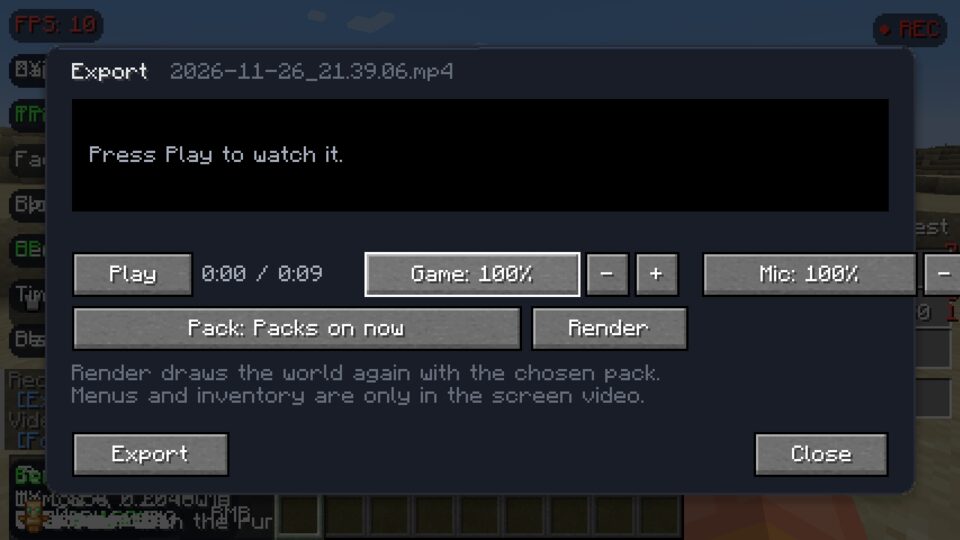 FPS: 10
REC
Export 2026-11-26_21.39.06.mp4
Press Play to watch it.
Play 0:00 / 0:09 Game: 100% - + Mic: 100% -
Pack: Packs on now Render
Render draws the world again with the chosen pack.
Menus and inventory are only in the screen video.
Export Close
RMB